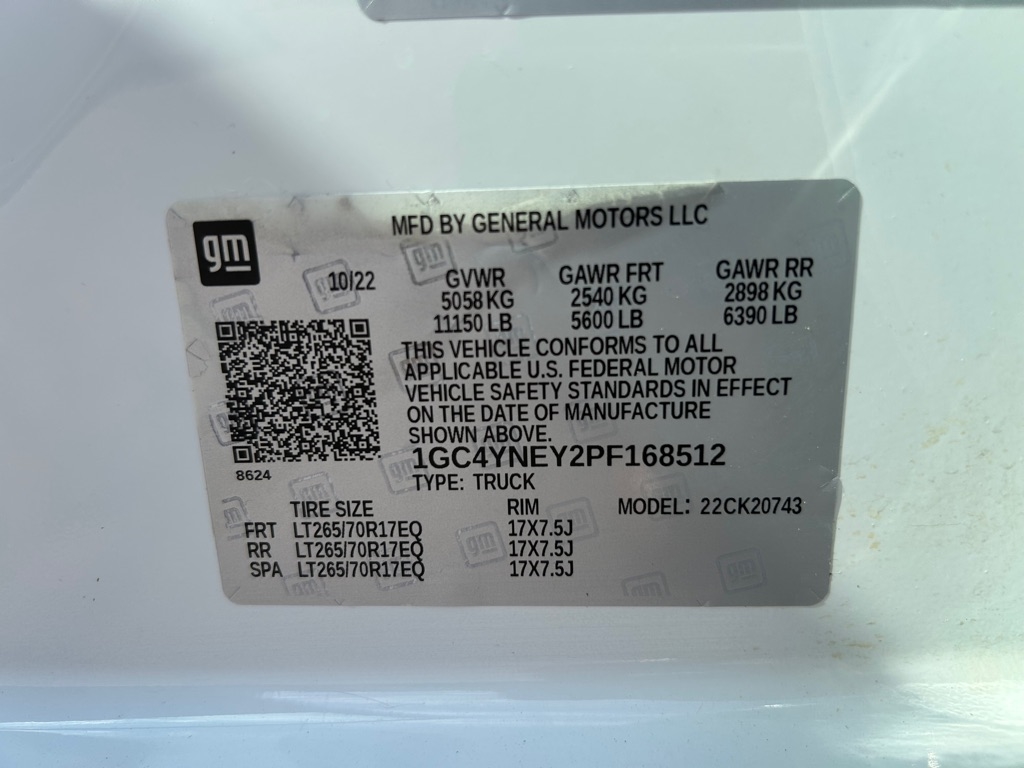 gm
MFD BY GENERAL MOTORS LLC
10/22 GVWR GAWR FRT GAWR RR
5058 KG 2540 KG 2898 KG
11150 LB 5600 LB 6390 LB
THIS VEHICLE CONFORMS TO ALL
APPLICABLE U.S. FEDERAL MOTOR
VEHICLE SAFETY STANDARDS IN EFFECT
ON THE DATE OF MANUFACTURE
SHOWN ABOVE.
1GC4YNEY2PF168512
8624
TYPE: TRUCK
TIRE SIZE RIM MODEL: 22CK20743
FRT LT265/70R17EQ 17X7.5J
RR LT265/70R17EQ 17X7.5J
SPA LT265/70R17EQ 17X7.5J